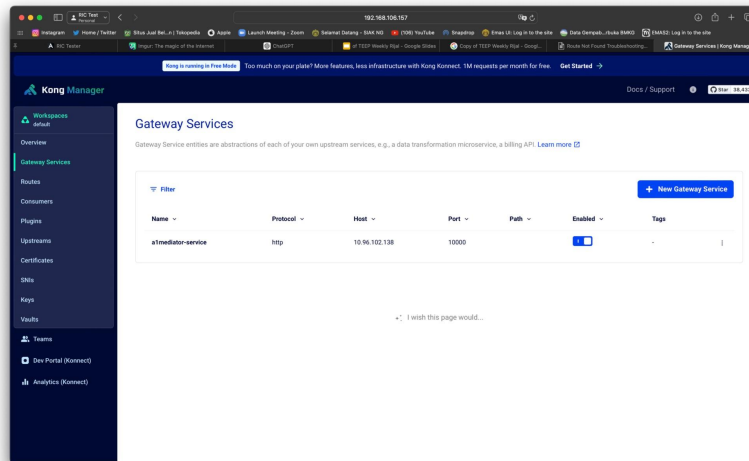 RIC Test
Personal
192.168.106.157
Instagram
Home / Twitter
Situs Jual Bel...n | Tokopedia
Apple
Launch Meeting - Zoom
Selamat Datang - SIAK NG
(108) YouTube
Snapdrop
Emas UI: Log in to the site
Data Gempab...rbuka BMKG
EMAS2: Log in to the site
RIC Tester
Imgur: The magic of the Internet
ChatGPT
of TEEP Weekly Rijal - Google Slides
Copy of TEEP Weekly Rijal - Googl...
Route Not Found Troubleshooting...
Gateway Services | Kong Manag
Kong is running in Free Mode
Too much on your plate? More features, less infrastructure with Kong Konnect. 1M requests per month for free.
Get Started →
Kong Manager
Docs / Support
Star
Workspaces
default
Overview
Gateway Services
Routes
Consumers
Plugins
Upstreams
Certificates
SNIs
Keys
Vaults
Teams
Dev Portal (Konnect)
Analytics (Konnect)
Gateway Services
Gateway Service entities are abstractions of each of your own upstream services, e.g., a data transformation microservice, a billing API. Learn more
Filter
+ New Gateway Service
Name Protocol Host Port Path Enabled Tags
a1mediator-service http 10.96.102.138 10000 -
I wish this page would...